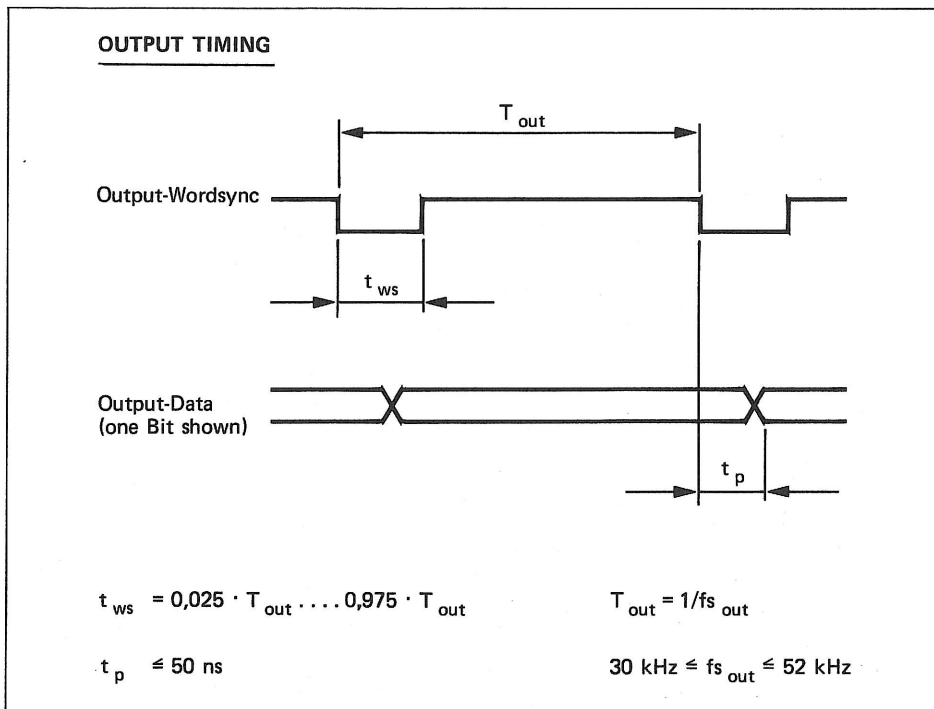 OUTPUT TIMING
T out
Output-Wordsync
t ws
Output-Data
(one Bit shown)
t p
t ws = 0,025 · T out .... 0,975 · T out
T out = 1/fs out
t p ≦ 50 ns
30 kHz ≦ fs out ≦ 52 kHz